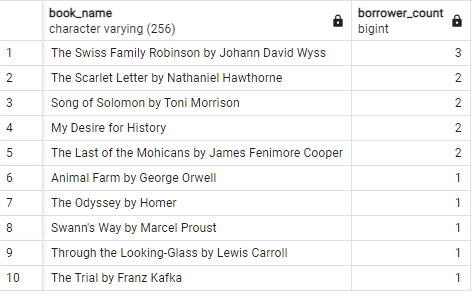 book_name borrower_count
character varying (256) bigint
1 The Swiss Family Robinson by Johann David Wyss 3
2 The Scarlet Letter by Nathaniel Hawthorne 2
3 Song of Solomon by Toni Morrison 2
4 My Desire for History 2
5 The Last of the Mohicans by James Fenimore Cooper 2
6 Animal Farm by George Orwell 1
7 The Odyssey by Homer 1
8 Swann's Way by Marcel Proust 1
9 Through the Looking-Glass by Lewis Carroll 1
10 The Trial by Franz Kafka 1